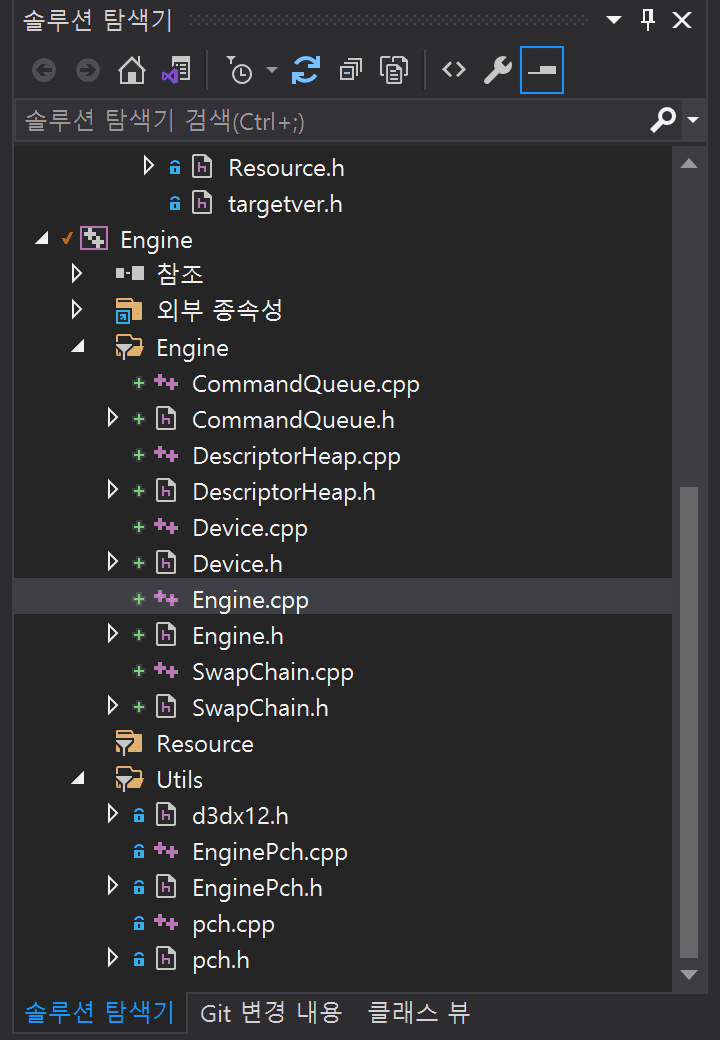 솔루션 탐색기
솔루션 탐색기 검색(Ctrl+;)
Resource.h
targetver.h
Engine
참조
외부 종속성
Engine
CommandQueue.cpp
CommandQueue.h
DescriptorHeap.cpp
DescriptorHeap.h
Device.cpp
Device.h
Engine.cpp
Engine.h
SwapChain.cpp
SwapChain.h
Resource
Utils
d3dx12.h
EnginePch.cpp
EnginePch.h
pch.cpp
pch.h
솔루션 탐색기 Git 변경 내용 클래스 뷰